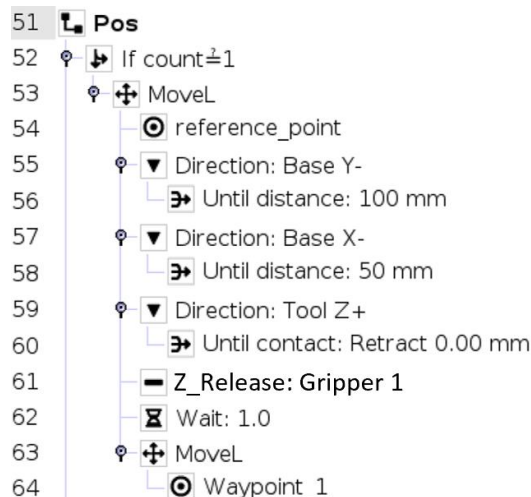 51 Pos
52 If count≟1
53 MoveL
54 reference_point
55 Direction: Base Y-
56 Until distance: 100 mm
57 Direction: Base X-
58 Until distance: 50 mm
59 Direction: Tool Z+
60 Until contact: Retract 0.00 mm
61 Z_Release: Gripper 1
62 Wait: 1.0
63 MoveL
64 Waypoint_1